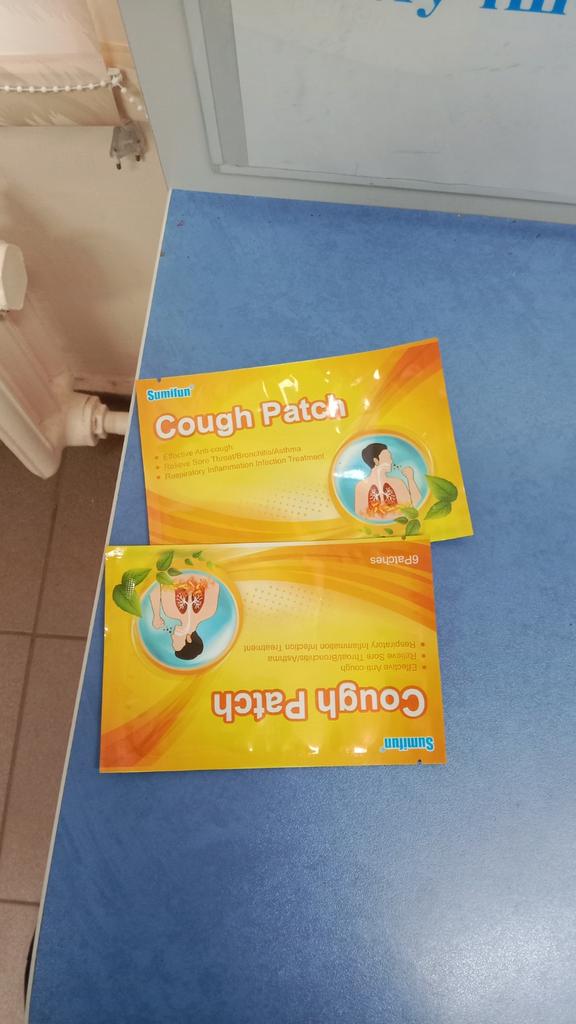 Sumifun
Cough Patch
Effective Anti-cough
Relieve Sore Throat/Bronchitis/Asthma
Respiratory Inflammation Infection Treatment
Sumifun
Cough Patch
Effective Anti-cough
Relieve Sore Throat/Bronchitis/Asthma
Respiratory Inflammation Infection Treatment
6Patches